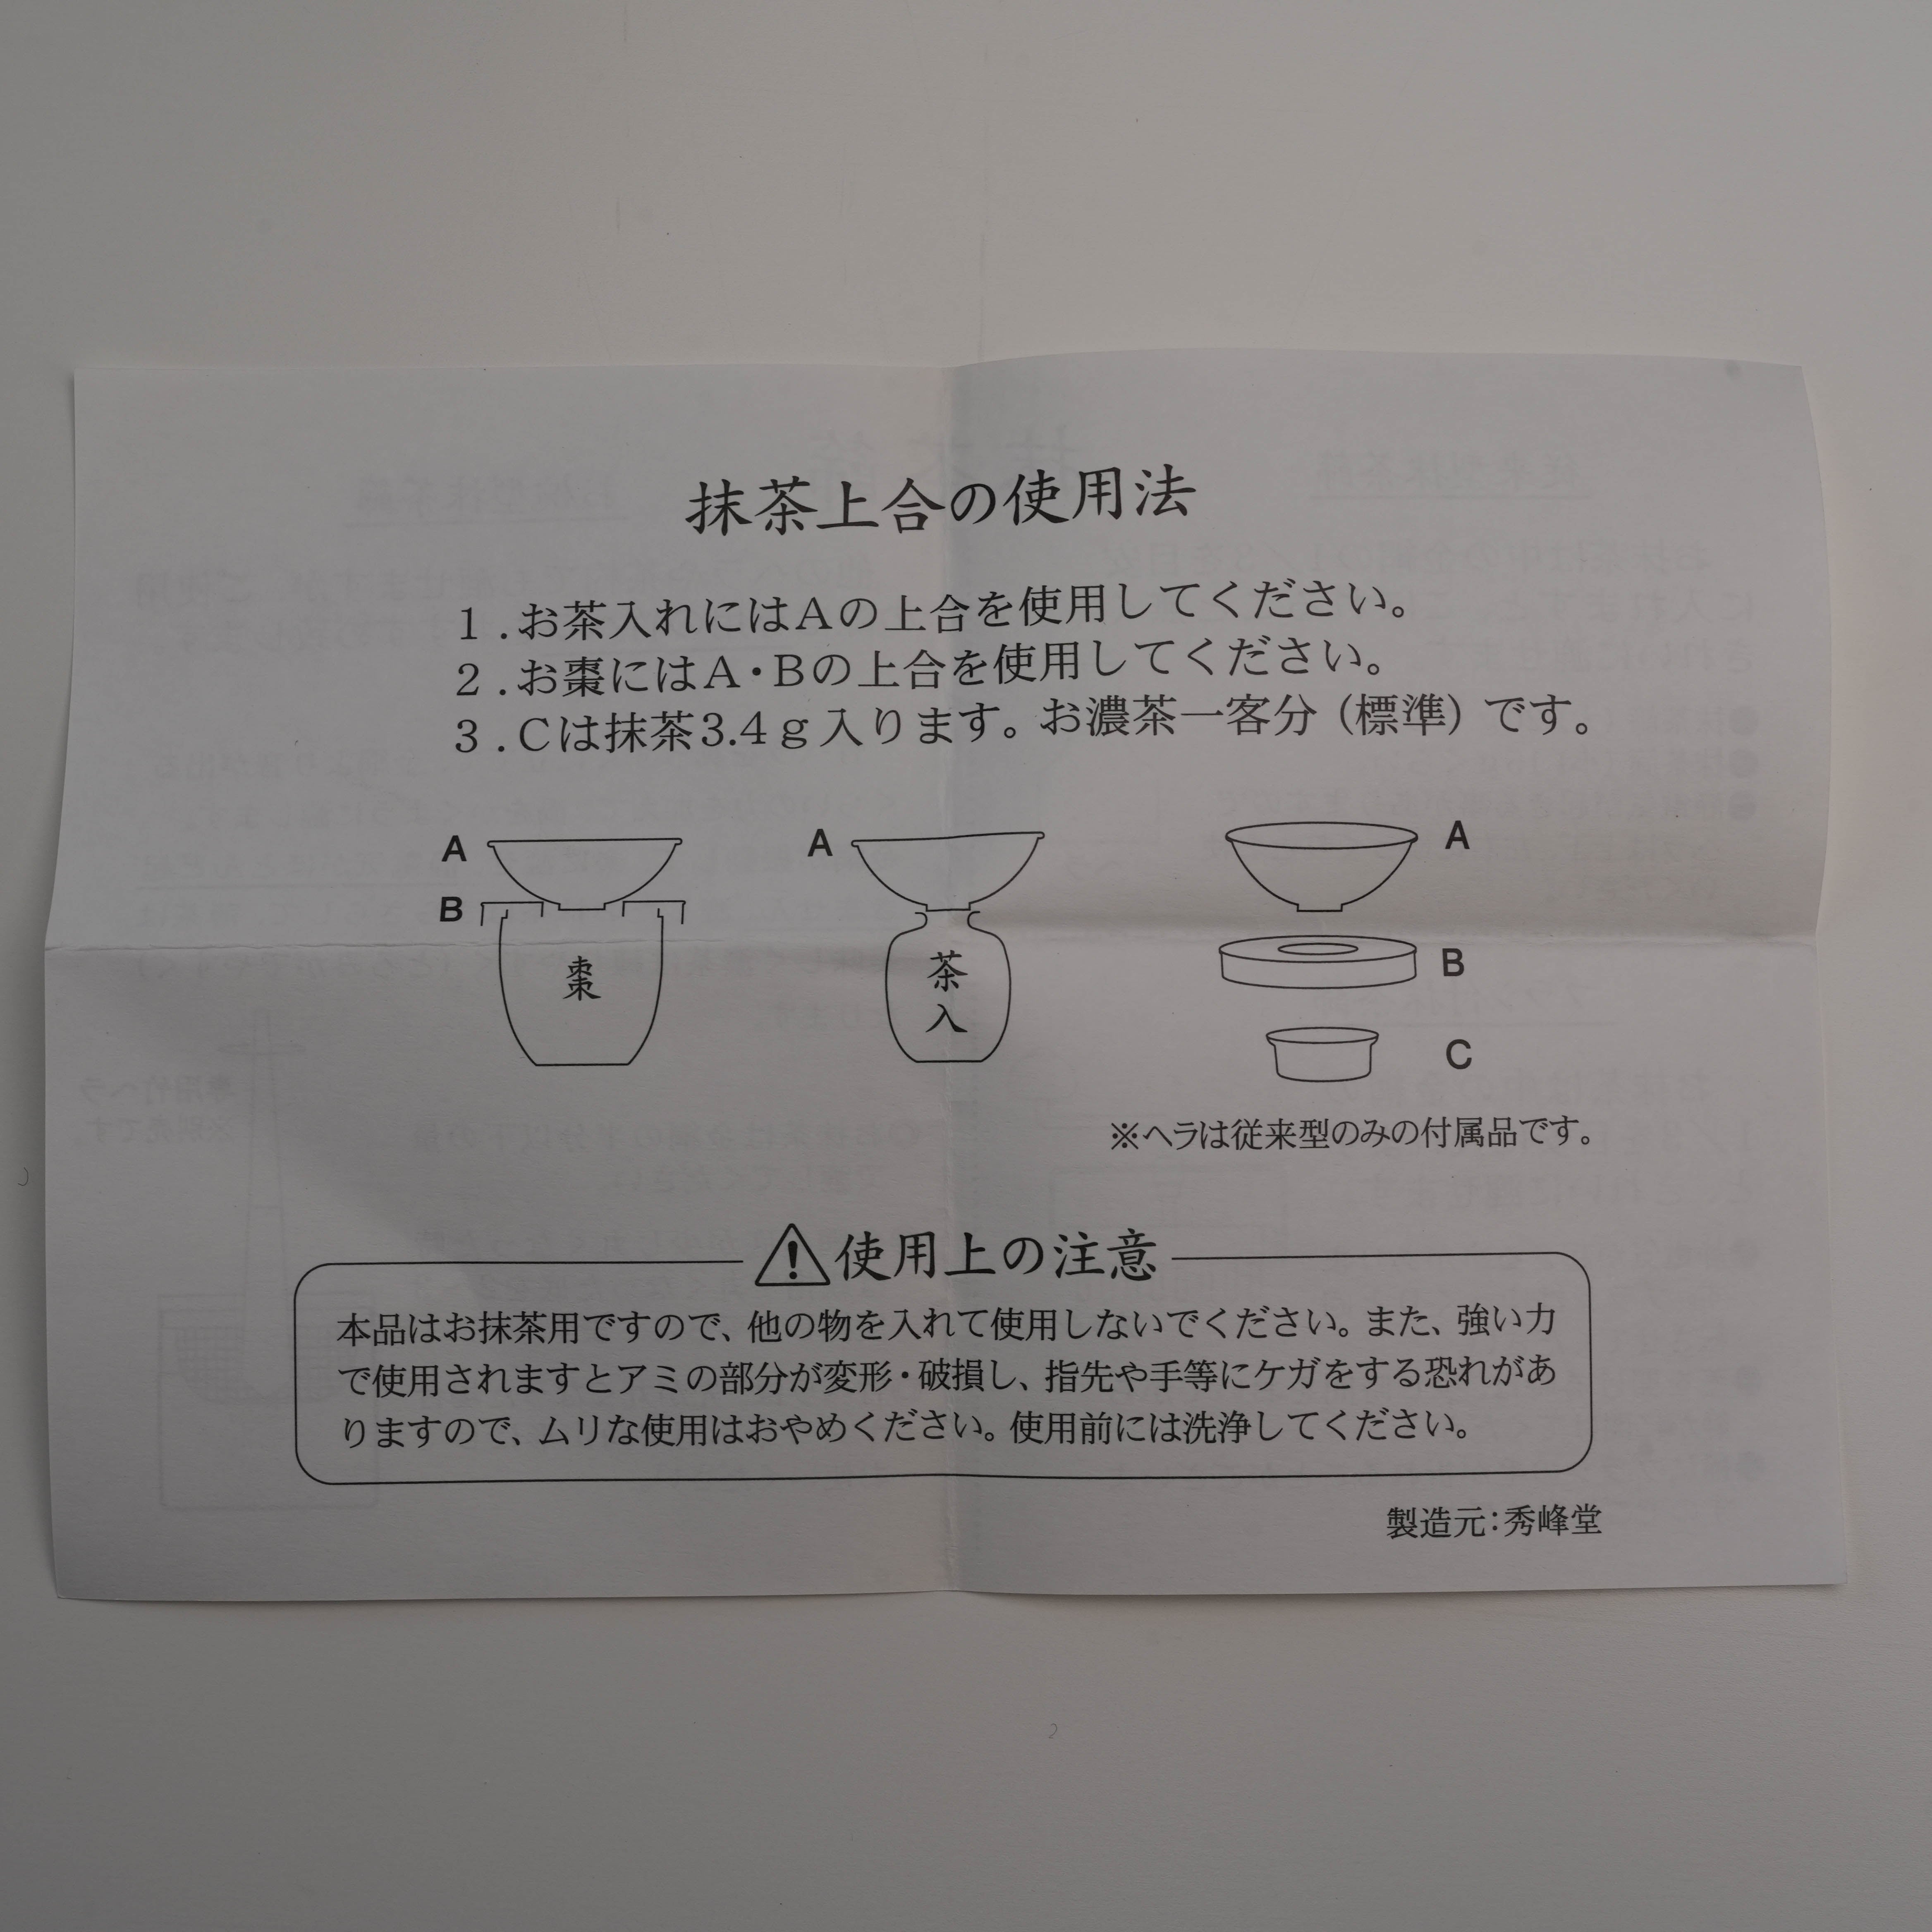 抹茶上合の使用法
1.お茶入れにはAの上合を使用してください。
2.お棗にはA・Bの上合を使用してください。
3.Cは抹茶3.4g入ります。お濃茶一客分(標準)です。
A
B
棗
A
茶
入
A
B
C
※ヘラは従来型のみの付属品です。
使用上の注意
本品はお抹茶用ですので、他の物を入れて使用しないでください。また、強い力
で使用されますとアミの部分が変形・破損し、指先や手等にケガをする恐れがあ
りますので、ムリな使用はおやめください。使用前には洗浄してください。
製造元:秀峰堂